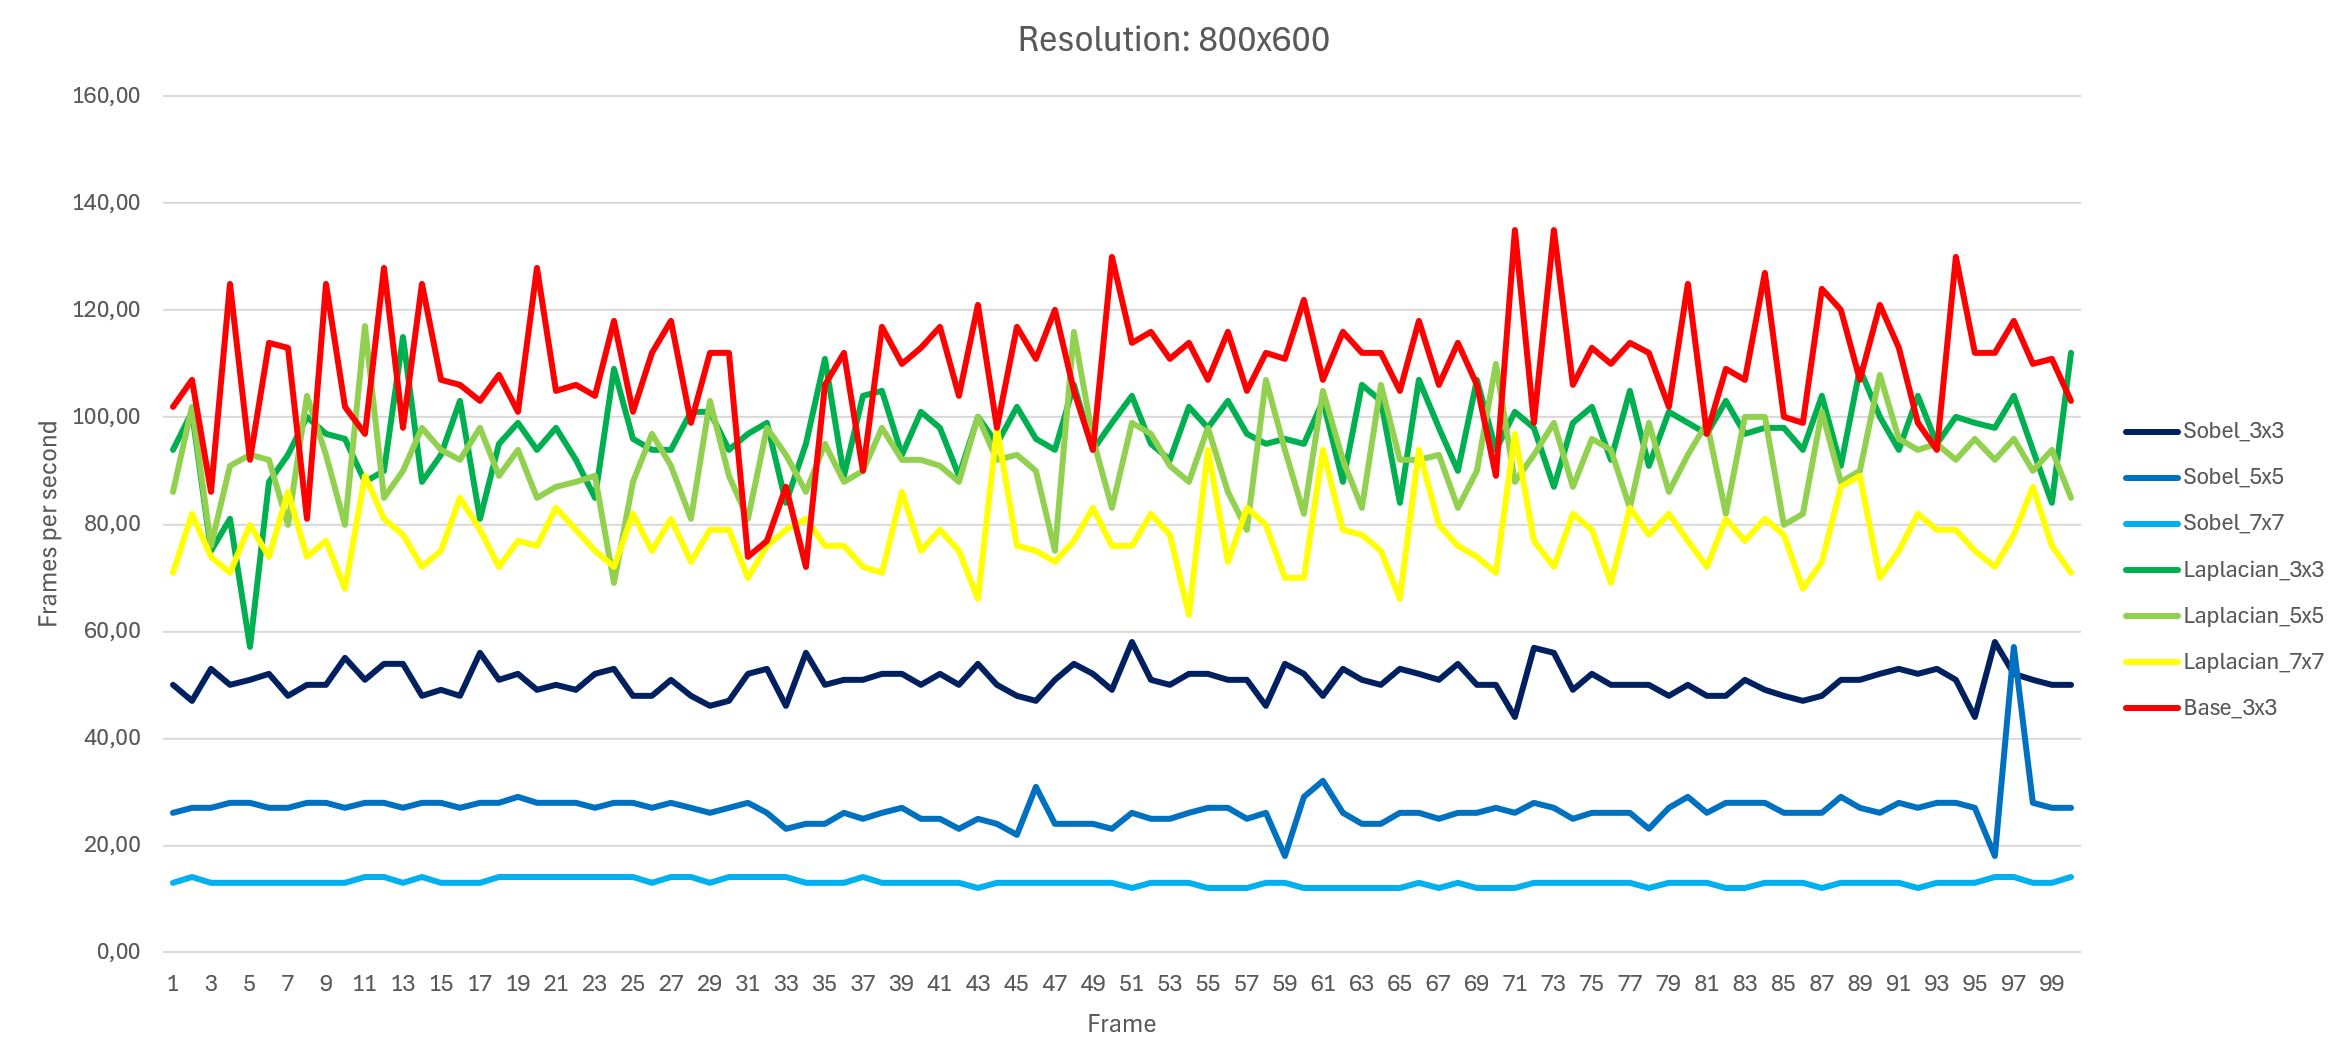 Resolution: 800x600
160,00
140,00
120,00
100,00
80,00
60,00
40,00
20,00
0,00
Frames per second
1 3 5 7 9 11 13 15 17 19 21 23 25 27 29 31 33 35 37 39 41 43 45 47 49 51 53 55 57 59 61 63 65 67 69 71 73 75 77 79 81 83 85 87 89 91 93 95 97 99
Frame
Sobel_3x3
Sobel_5x5
Sobel_7x7
Laplacian_3x3
Laplacian_5x5
Laplacian_7x7
Base_3x3